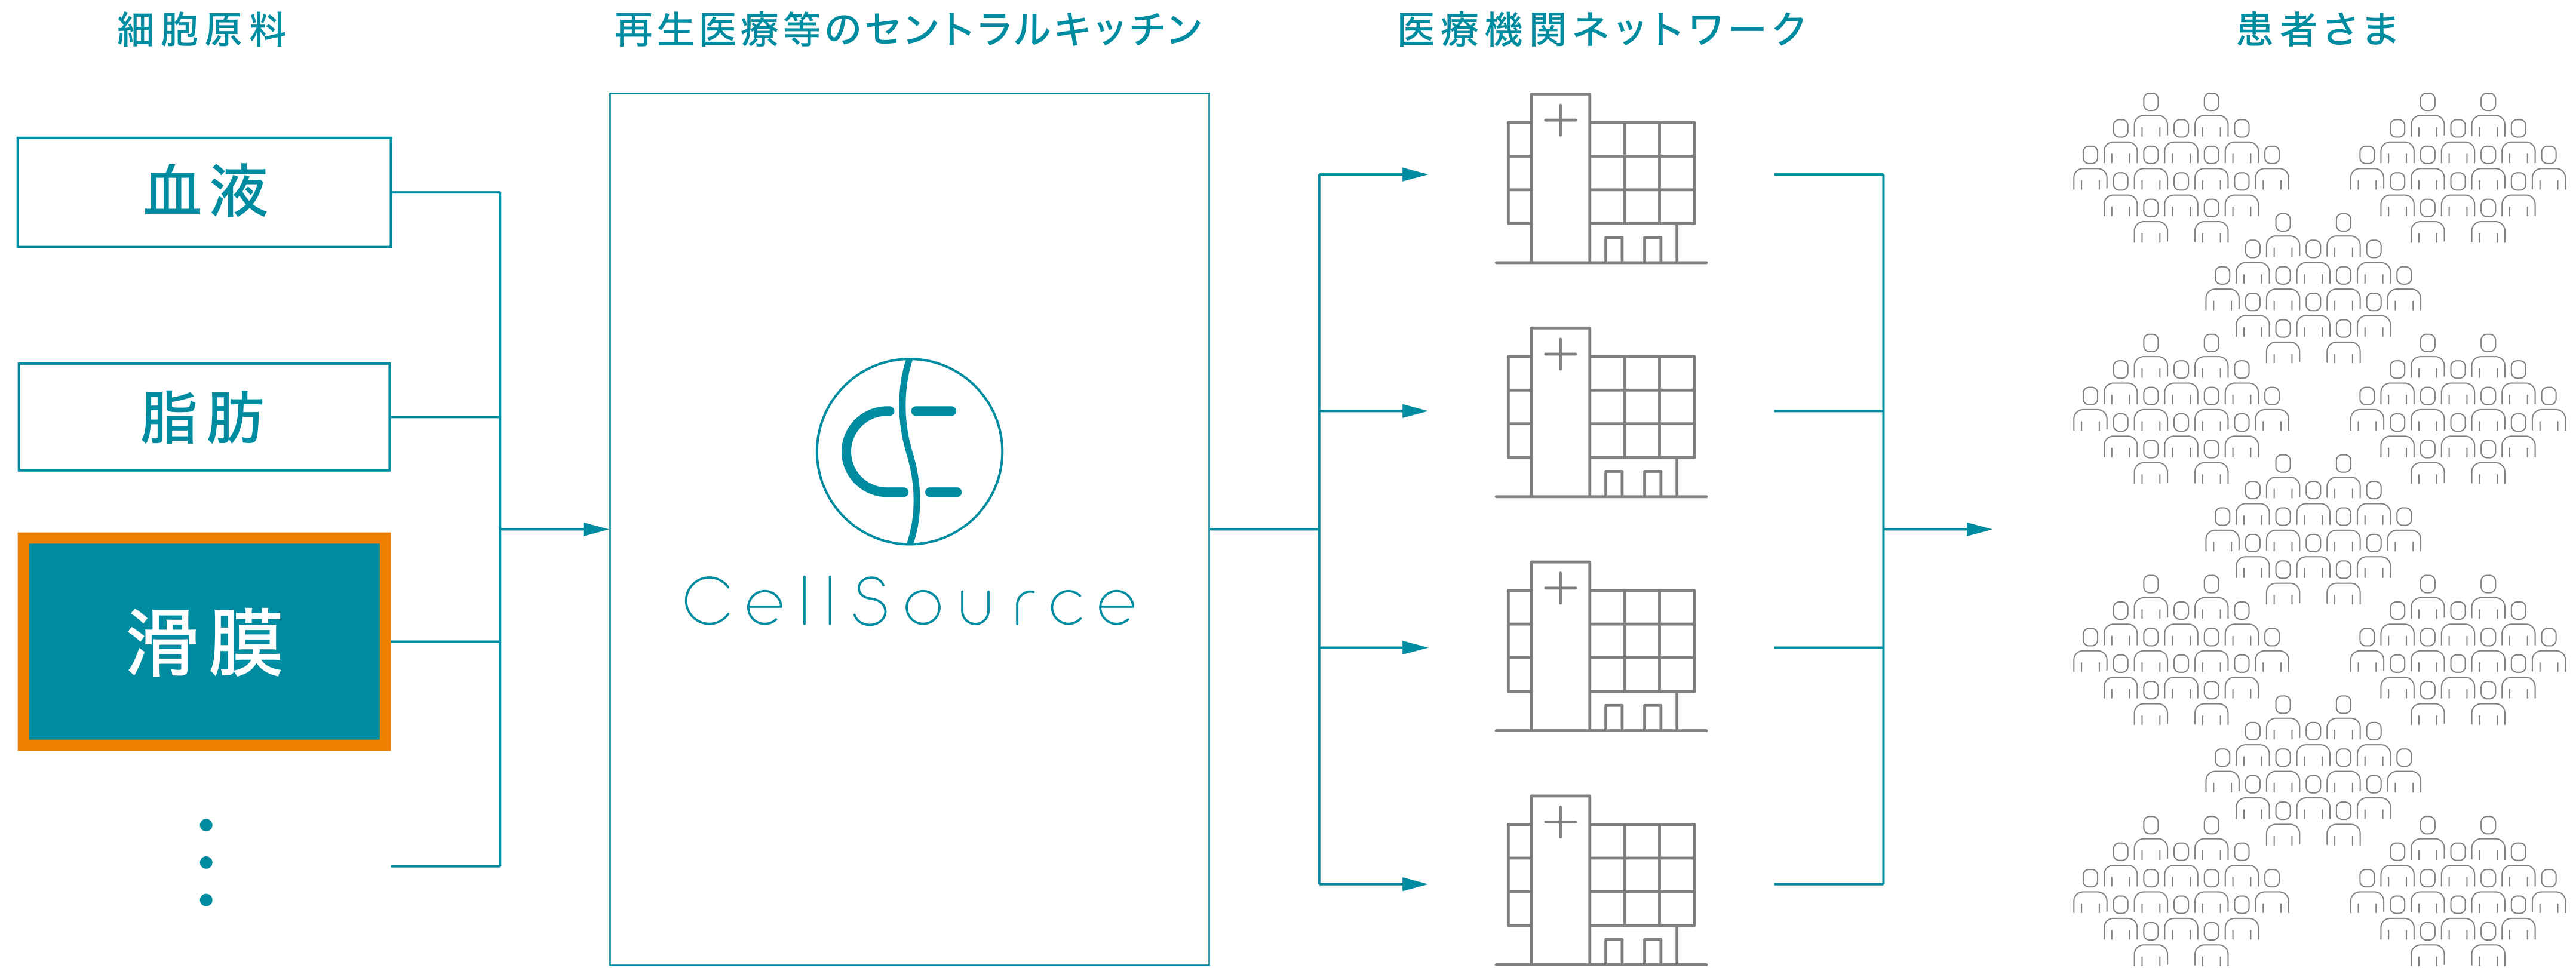 細胞原料
再生医療等のセントラルキッチン
医療機関ネットワーク
患者さま
血液
脂肪
滑膜
CellSource